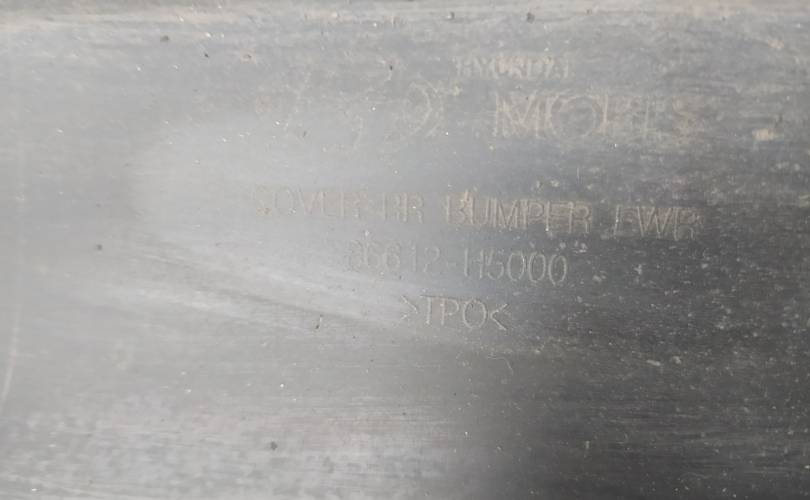 HYUNDAI
MOBIS
COVER-RR BUMPER LWR
86612-H5000
>TPO<